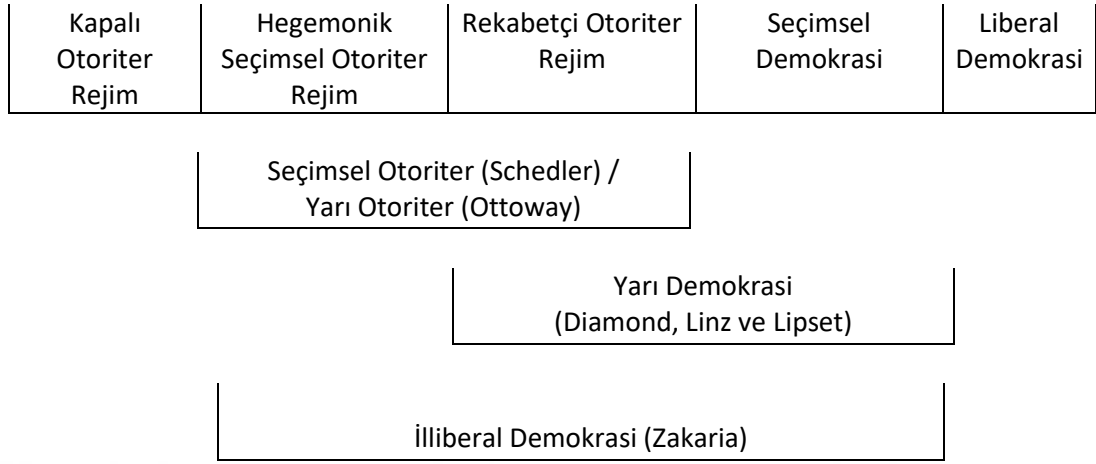 Kapalı
Otoriter
Rejim
Hegemonik
Seçimsel Otoriter
Rejim
Rekabetçi Otoriter
Rejim
Seçimsel
Demokrasi
Liberal
Demokrasi
Seçimsel Otoriter (Schedler) /
Yarı Otoriter (Ottoway)
Yarı Demokrasi
(Diamond, Linz ve Lipset)
İlliberal Demokrasi (Zakaria)